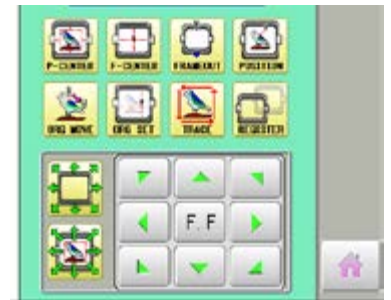 P-CENTER F-CENTER FRAMEOUT POSITION
ORG MOVE ORG SET TRACE REGISTER
F.F